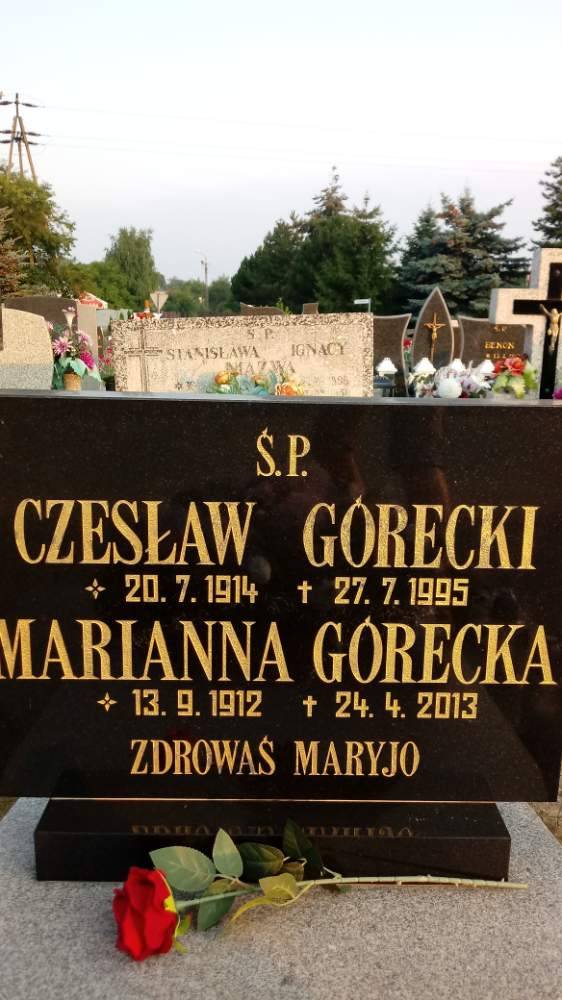 Ś.P.
CZESŁAW GÓRECKI
20. 7. 1914 27. 7. 1995
MARIANNA GÓRECKA
13. 9. 1912 24. 4. 2013
ZDROWAŚ MARYJO
Ś.P.
STANISŁAWA IGNACY